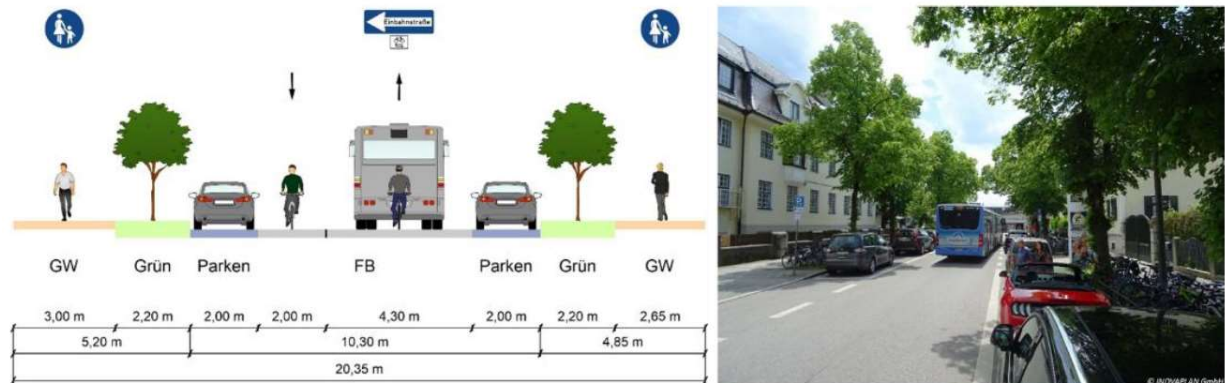 Einbahnstraße
GW Grün Parken FB Parken Grün GW
3,00 m 2,20 m 2,00 m 2,00 m 4,30 m 2,00 m 2,20 m 2,65 m
5,20 m 10,30 m 4,85 m
20,35 m
© INOVAPLAN GmbH